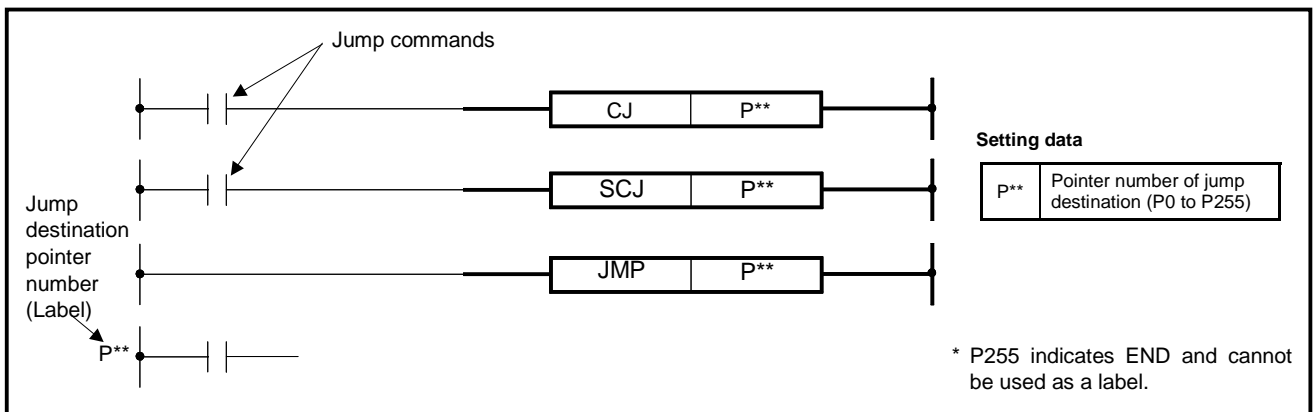 Jump commands
CJ P**
Setting data
P** Pointer number of jump
destination (P0 to P255)
SCJ P**
Jump
destination
pointer
number
(Label)
JMP P**
P**
* P255 indicates END and cannot
be used as a label.